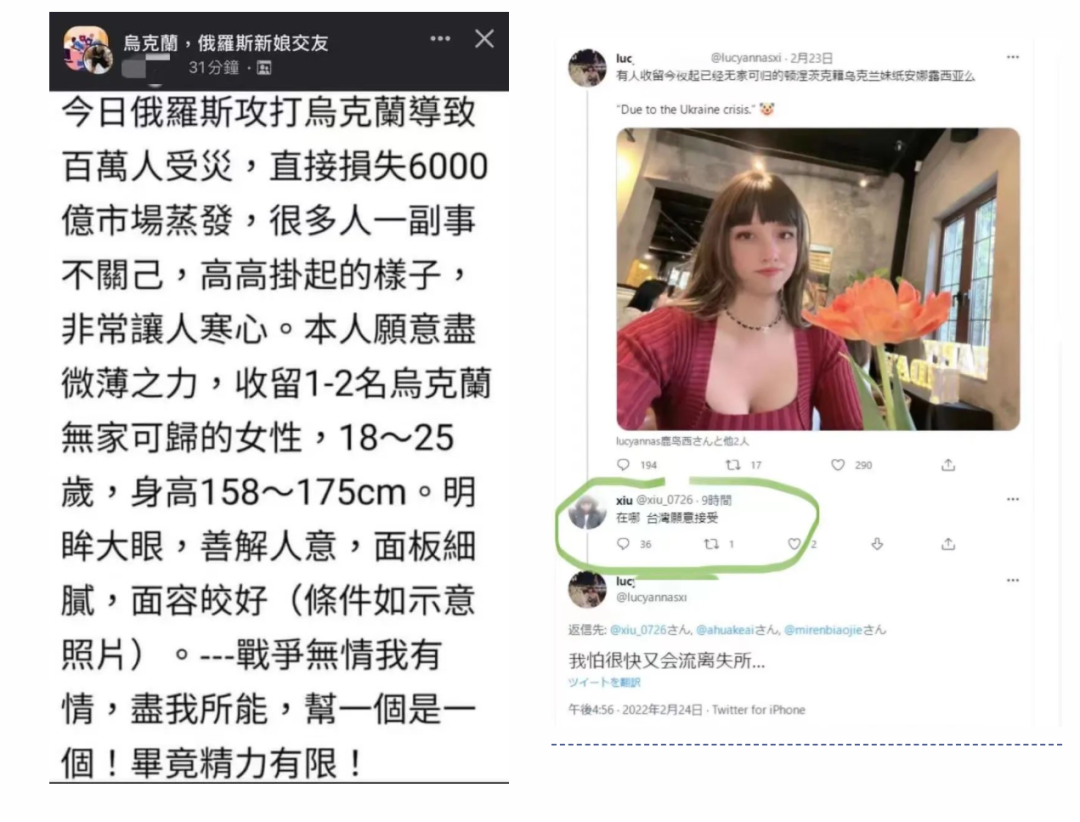 烏克蘭，俄羅斯新娘交友
31分鐘
今日俄羅斯攻打烏克蘭導致
百萬人受災，直接損失6000
億市場蒸發，很多人一副事
不關己，高高掛起的樣子，
非常讓人寒心。本人願意盡
微薄之力，收留1-2名烏克蘭
無家可歸的女性，18～25
歲，身高158～175cm。明
眸大眼，善解人意，面板細
膩，面容皎好（條件如示意
照片）。---戰爭無情我有
情，盡我所能，幫一個是一
個！畢竟精力有限！
luc
@lucyannasxi · 2月23日
有人收留今夜起已经无家可归的顿涅茨克籍乌克兰妹纸安娜露西亚么
“Due to the Ukraine crisis.” 🤡
lucyannas鹿岛西さんと他2人
194 17 290
xiu @xiu_0726 · 9時間
在哪 台灣願意接受
36 1 2
luc
@lucyannasxi
返信先: @xiu_0726さん, @ahuakeaiさん, @mirenbiaojieさん
我怕很快又会流离失所...
ツイートを翻訳
午後4:56 · 2022年2月24日 · Twitter for iPhone